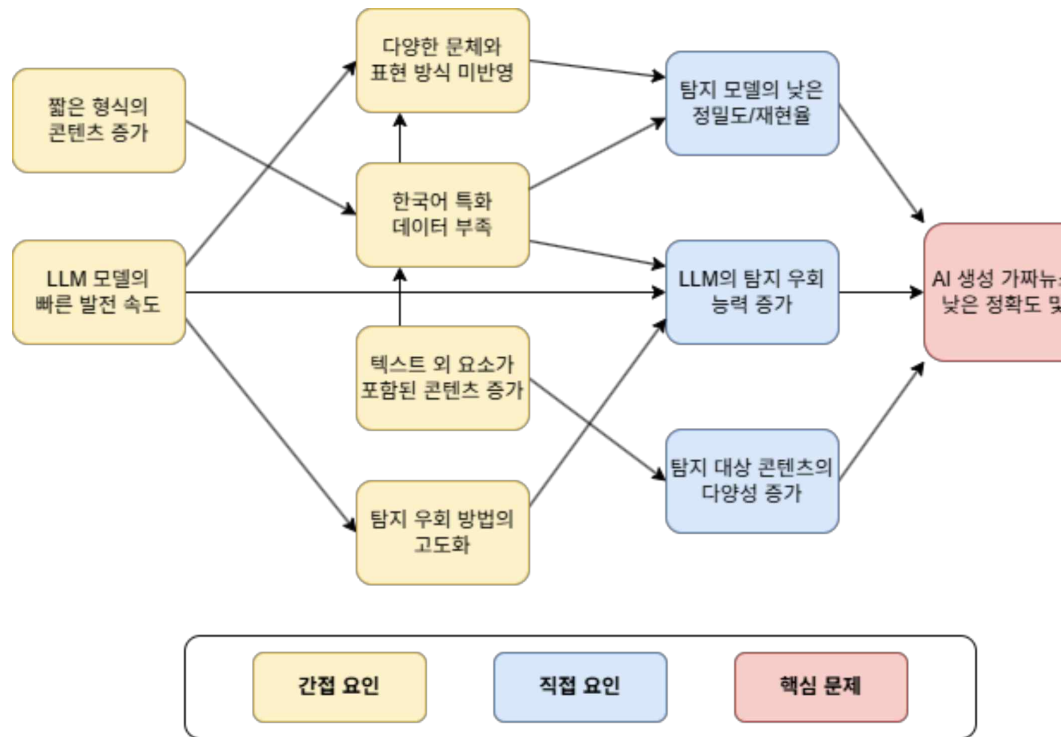 다양한 문체와
표현 방식 미반영
짧은 형식의
콘텐츠 증가
탐지 모델의 낮은
정밀도/재현율
한국어 특화
데이터 부족
LLM 모델의
빠른 발전 속도
LLM의 탐지 우회
능력 증가
AI 생성 가짜뉴
낮은 정확도 및
텍스트 외 요소가
포함된 콘텐츠 증가
탐지 대상 콘텐츠의
다양성 증가
탐지 우회 방법의
고도화
간접 요인
직접 요인
핵심 문제